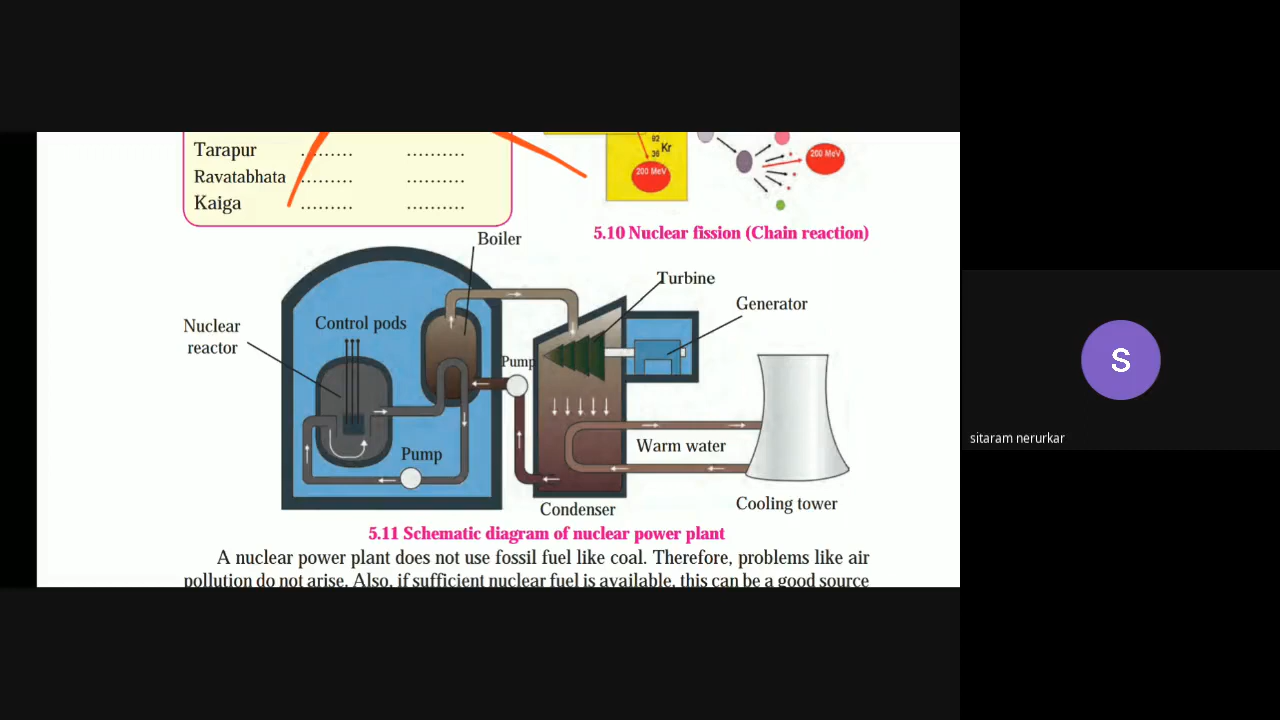 Tarapur ......... ..........
Ravatabhata ......... ..........
Kaiga ......... ..........
92
36 Kr
200 MeV
200 MeV
5.10 Nuclear fission (Chain reaction)
Boiler
Turbine
Generator
Nuclear
reactor
Control pods
Pump
Pump
Warm water
Condenser
Cooling tower
5.11 Schematic diagram of nuclear power plant
A nuclear power plant does not use fossil fuel like coal. Therefore, problems like air
pollution do not arise. Also, if sufficient nuclear fuel is available, this can be a good source
S
sitaram nerurkar